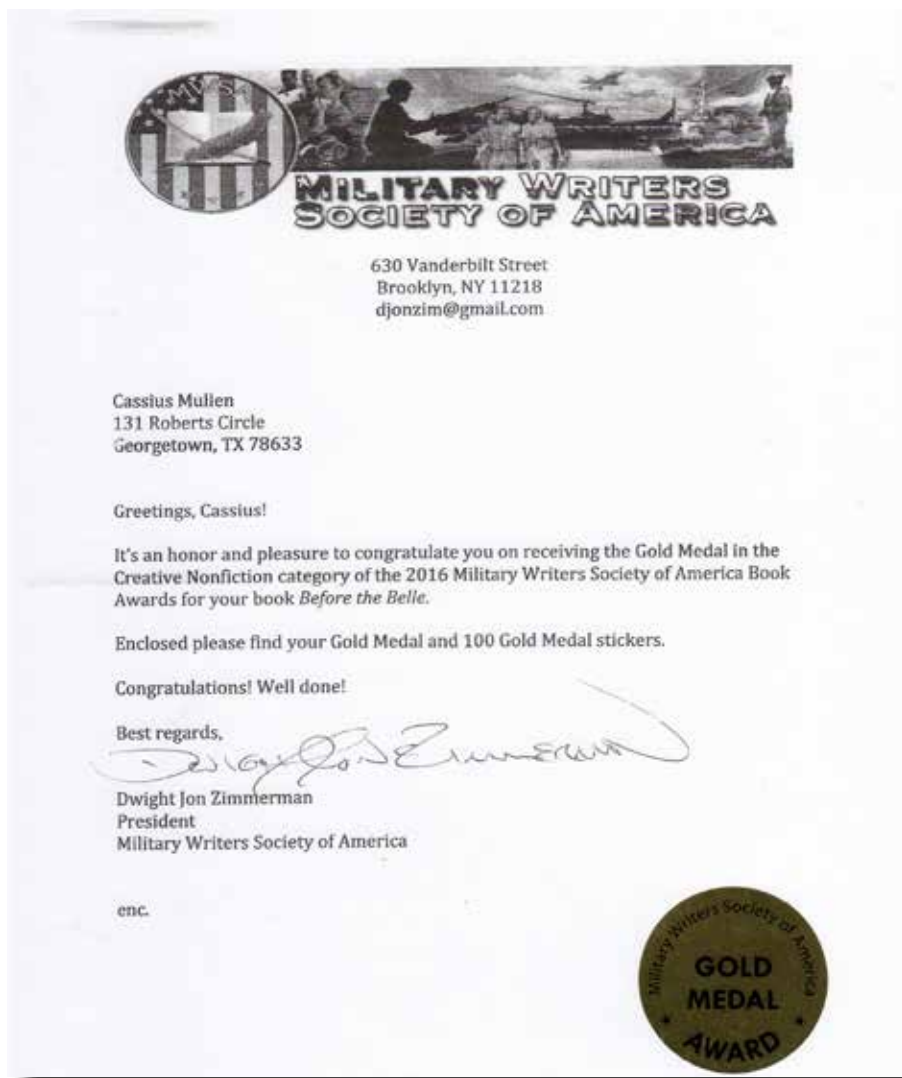 MWSA
MILITARY WRITERS
SOCIETY OF AMERICA
630 Vanderbilt Street
Brooklyn, NY 11218
djonzim@gmail.com
Cassius Mullen
131 Roberts Circle
Georgetown, TX 78633
Greetings, Cassius!
It's an honor and pleasure to congratulate you on receiving the Gold Medal in the
Creative Nonfiction category of the 2016 Military Writers Society of America Book
Awards for your book Before the Belle.
Enclosed please find your Gold Medal and 100 Gold Medal stickers.
Congratulations! Well done!
Best regards,
Dwight Jon Zimmerman
Dwight Jon Zimmerman
President
Military Writers Society of America
enc.
Military Writers Society of America
GOLD
MEDAL
AWARD